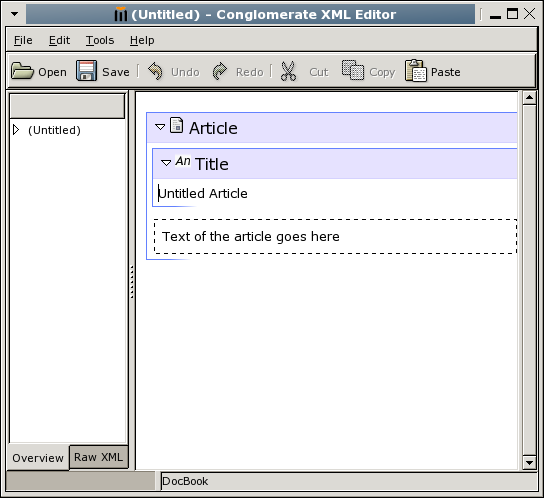 (Untitled) – Conglomerate XML Editor
File Edit Tools Help
Open Save Undo Redo Cut Copy Paste
(Untitled)
Article
An Title
Untitled Article
Text of the article goes here
Overview Raw XML
DocBook